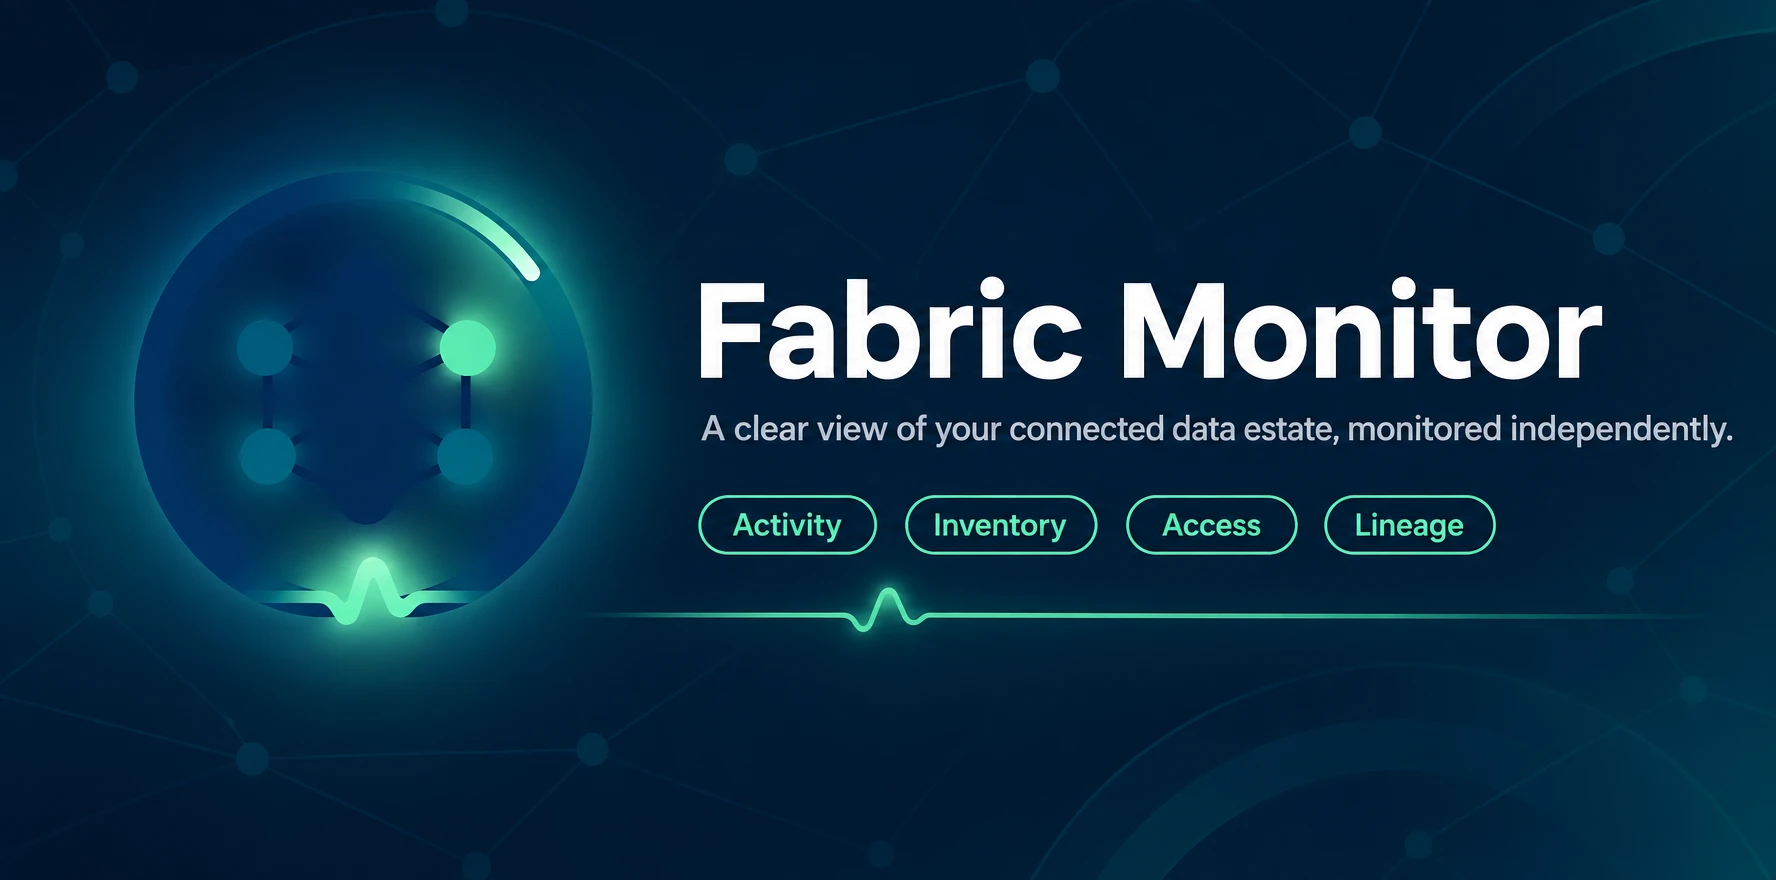 Fabric Monitor
A clear view of your connected data estate, monitored independently.
Activity
Inventory
Access
Lineage